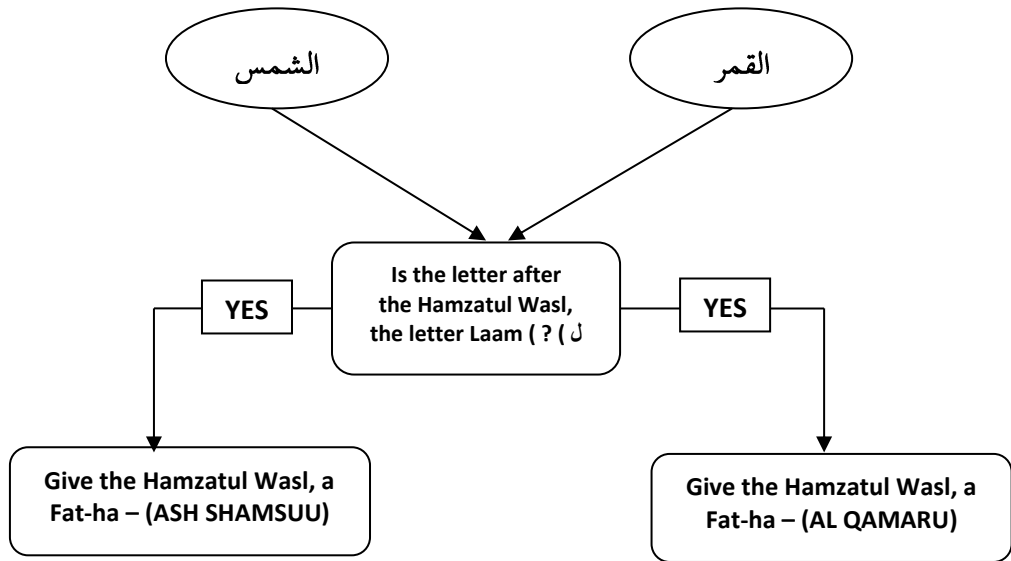 الشمس
القمر
Is the letter after
the Hamzatul Wasl,
the letter Laam ( ? ( ل
YES
YES
Give the Hamzatul Wasl, a
Fat-ha – (ASH SHAMSUU)
Give the Hamzatul Wasl, a
Fat-ha – (AL QAMARU)